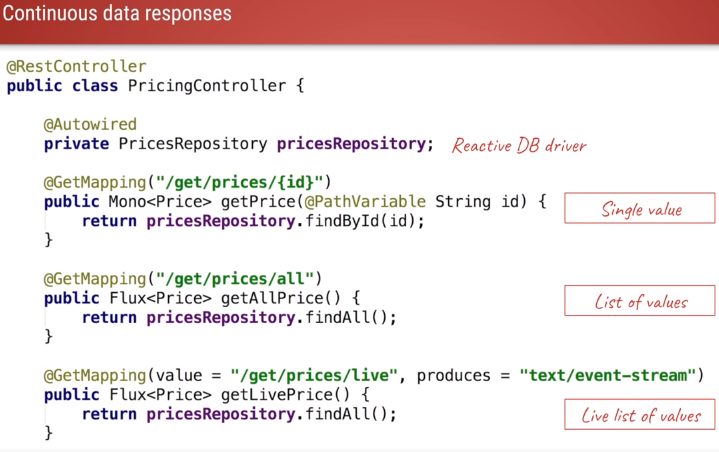 Continuous data responses
@RestController
public class PricingController {
@Autowired
private PricesRepository pricesRepository; Reactive DB driver
@GetMapping("/get/prices/{id}")
public Mono<Price> getPrice(@PathVariable String id) { Single value
return pricesRepository.findById(id);
}
@GetMapping("/get/prices/all")
public Flux<Price> getAllPrice() { List of values
return pricesRepository.findAll();
}
@GetMapping(value = "/get/prices/live", produces = "text/event-stream")
public Flux<Price> getLivePrice() {
return pricesRepository.findAll(); Live list of values
}